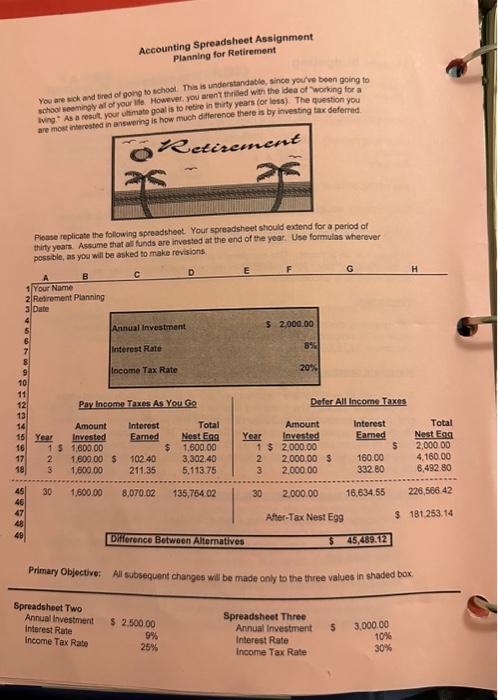 Accounting Spreadsheet Assignment
Planning for Retirement
You are sick and tired of going to school. This is understandable, since you've been going to
school seemingly all of your life. However, you aren't thrilled with the idea of "working for a
living." As a result, your ultimate goal is to retire in thirty years (or less). The question you
are most interested in answering is how much difference there is by investing tax deferred.
Retirement
Please replicate the following spreadsheet. Your spreadsheet should extend for a period of
thirty years. Assume that all funds are invested at the end of the year. Use formulas wherever
possible, as you will be asked to make revisions.
A B C D E F G H
1 Your Name
2 Retirement Planning
3 Date
4
5 Annual Investment $ 2,000.00
6
7 Interest Rate 8%
8
9 Income Tax Rate 20%
10
11
12 Pay Income Taxes As You Go Defer All Income Taxes
13
14 Amount Interest Total Amount Interest Total
15 Year Invested Earned Nest Egg Year Invested Earned Nest Egg
16 1 $ 1,600.00 $ 1,600.00 1 $ 2,000.00 $ 2,000.00
17 2 1,600.00 $ 102.40 3,302.40 2 2,000.00 $ 160.00 4,160.00
18 3 1,600.00 211.35 5,113.75 3 2,000.00 332.80 6,492.80
45 30 1,600.00 8,070.02 135,764.02 30 2,000.00 16,634.55 226,566.42
46
47 After-Tax Nest Egg $ 181,253.14
48
49 Difference Between Alternatives $ 45,489.12
Primary Objective: All subsequent changes will be made only to the three values in shaded box.
Spreadsheet Two Spreadsheet Three
Annual Investment $ 2,500.00 Annual Investment $ 3,000.00
Interest Rate 9% Interest Rate 10%
Income Tax Rate 25% Income Tax Rate 30%